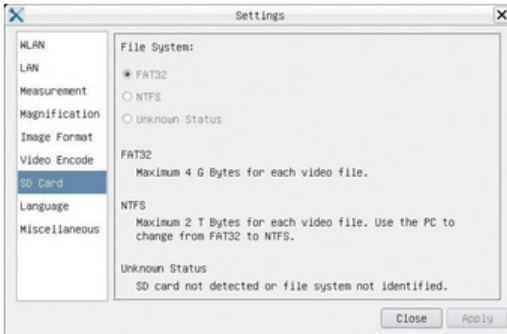 Settings
WLAN
LAN
Measurement
Magnification
Image Format
Video Encode
SD Card
Language
Miscellaneous
File System:
FAT32
NTFS
Unknown Status
FAT32
Maximum 4 G Bytes for each video file.
NTFS
Maximum 2 T Bytes for each video file. Use the PC to
change from FAT32 to NTFS.
Unknown Status
SD card not detected or file system not identified.
Close
Apply